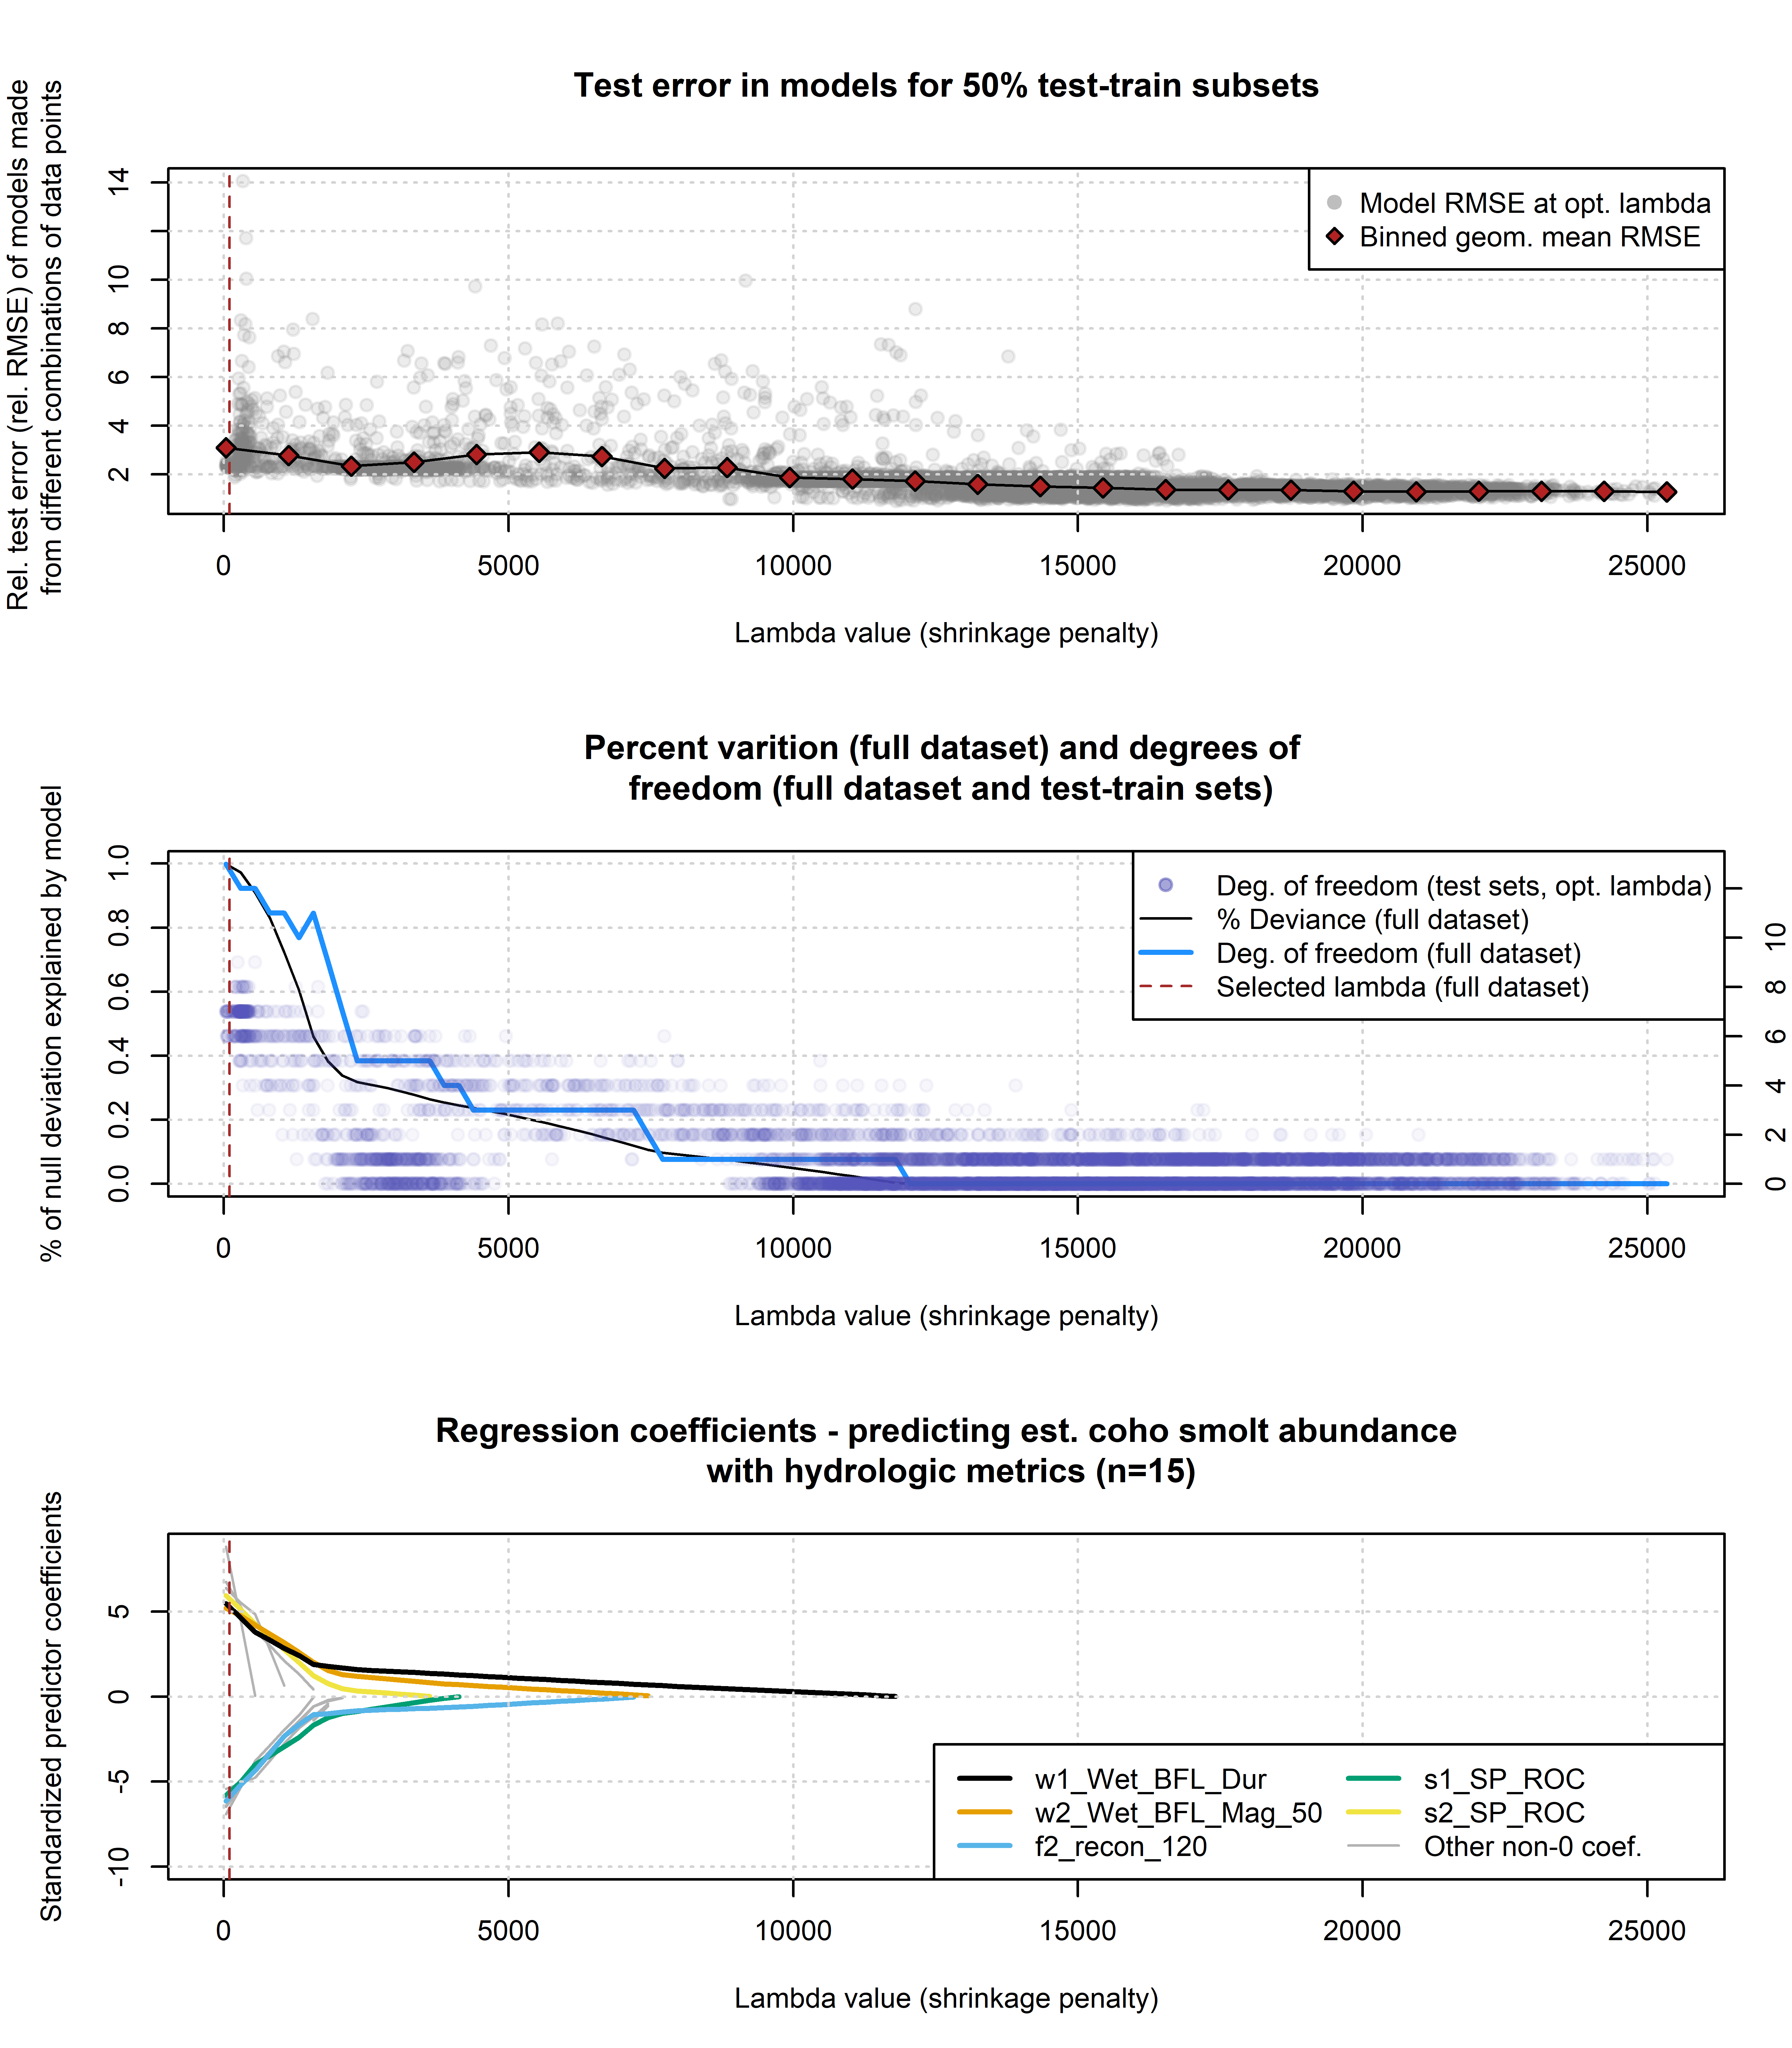 Test error in models for 50% test-train subsets
Rel. test error (rel. RMSE) of models made
from different combinations of data points
14
10
8
6
4
2
Model RMSE at opt. lambda
Binned geom. mean RMSE
0 5000 10000 15000 20000 25000
Lambda value (shrinkage penalty)
Percent varition (full dataset) and degrees of
freedom (full dataset and test-train sets)
% of null deviation explained by model
1.0
0.8
0.6
0.4
0.2
0.0
Deg. of freedom (test sets, opt. lambda)
% Deviance (full dataset)
Deg. of freedom (full dataset)
Selected lambda (full dataset)
10
8
6
4
2
0
0 5000 10000 15000 20000 25000
Lambda value (shrinkage penalty)
Regression coefficients - predicting est. coho smolt abundance
with hydrologic metrics (n=15)
Standardized predictor coefficients
5
0
-5
-10
w1_Wet_BFL_Dur
w2_Wet_BFL_Mag_50
f2_recon_120
s1_SP_ROC
s2_SP_ROC
Other non-0 coef.
0 5000 10000 15000 20000 25000
Lambda value (shrinkage penalty)